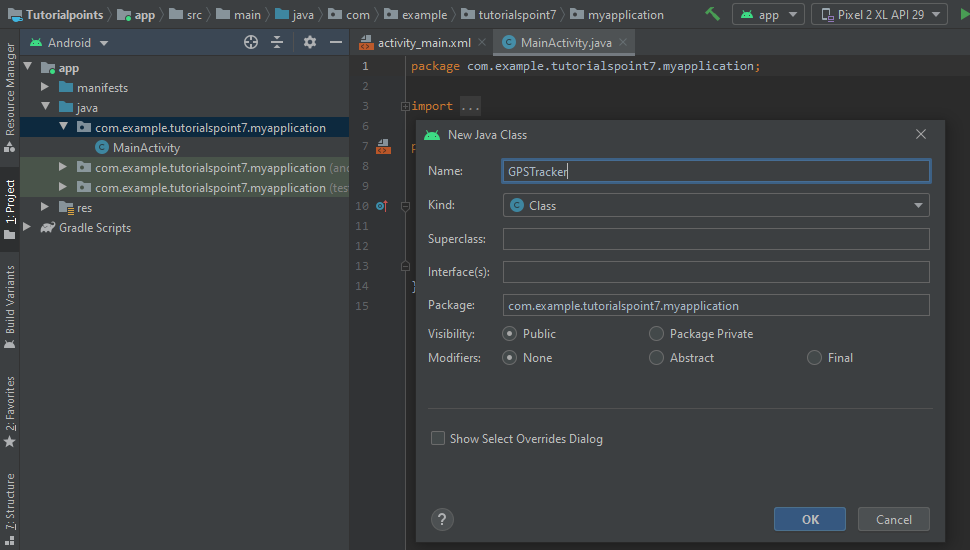 Tutorialpoints app src main java com example tutorialspoint7 myapplication app Pixel 2 XL API 29
Android
activity_main.xml
MainActivity.java
Resource Manager
1: Project
Build Variants
2: Favorites
7: Structure
app
manifests
java
com.example.tutorialspoint7.myapplication
MainActivity
com.example.tutorialspoint7.myapplication (and
com.example.tutorialspoint7.myapplication (tes
res
Gradle Scripts
1 package com.example.tutorialspoint7.myapplication;
2
3 import ...
6
7 p
8
9
10
11
12
13
14 }
15
New Java Class
Name: GPSTracker
Kind: C Class
Superclass:
Interface(s):
Package: com.example.tutorialspoint7.myapplication
Visibility: Public Package Private
Modifiers: None Abstract Final
Show Select Overrides Dialog
? OK Cancel